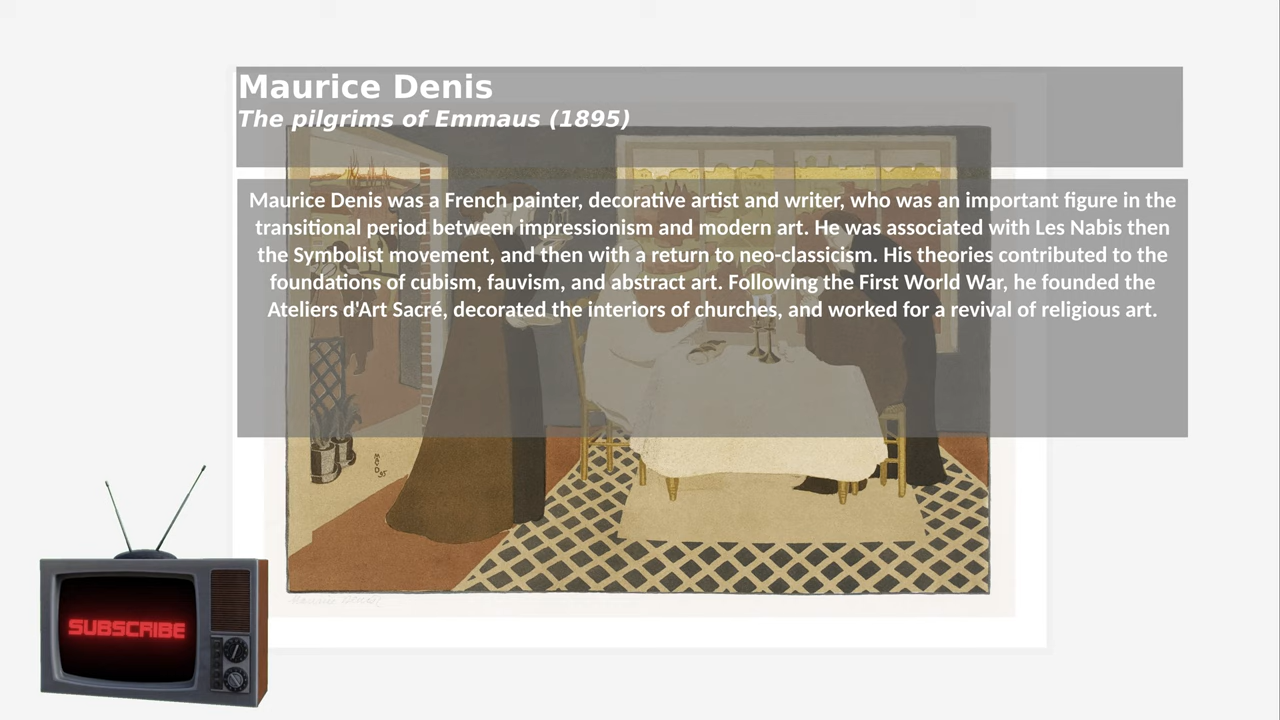 Maurice Denis
The pilgrims of Emmaus (1895)
Maurice Denis was a French painter, decorative artist and writer, who was an important figure in the
transitional period between impressionism and modern art. He was associated with Les Nabis then
the Symbolist movement, and then with a return to neo-classicism. His theories contributed to the
foundations of cubism, fauvism, and abstract art. Following the First World War, he founded the
Ateliers d'Art Sacré, decorated the interiors of churches, and worked for a revival of religious art.
SUBSCRIBE